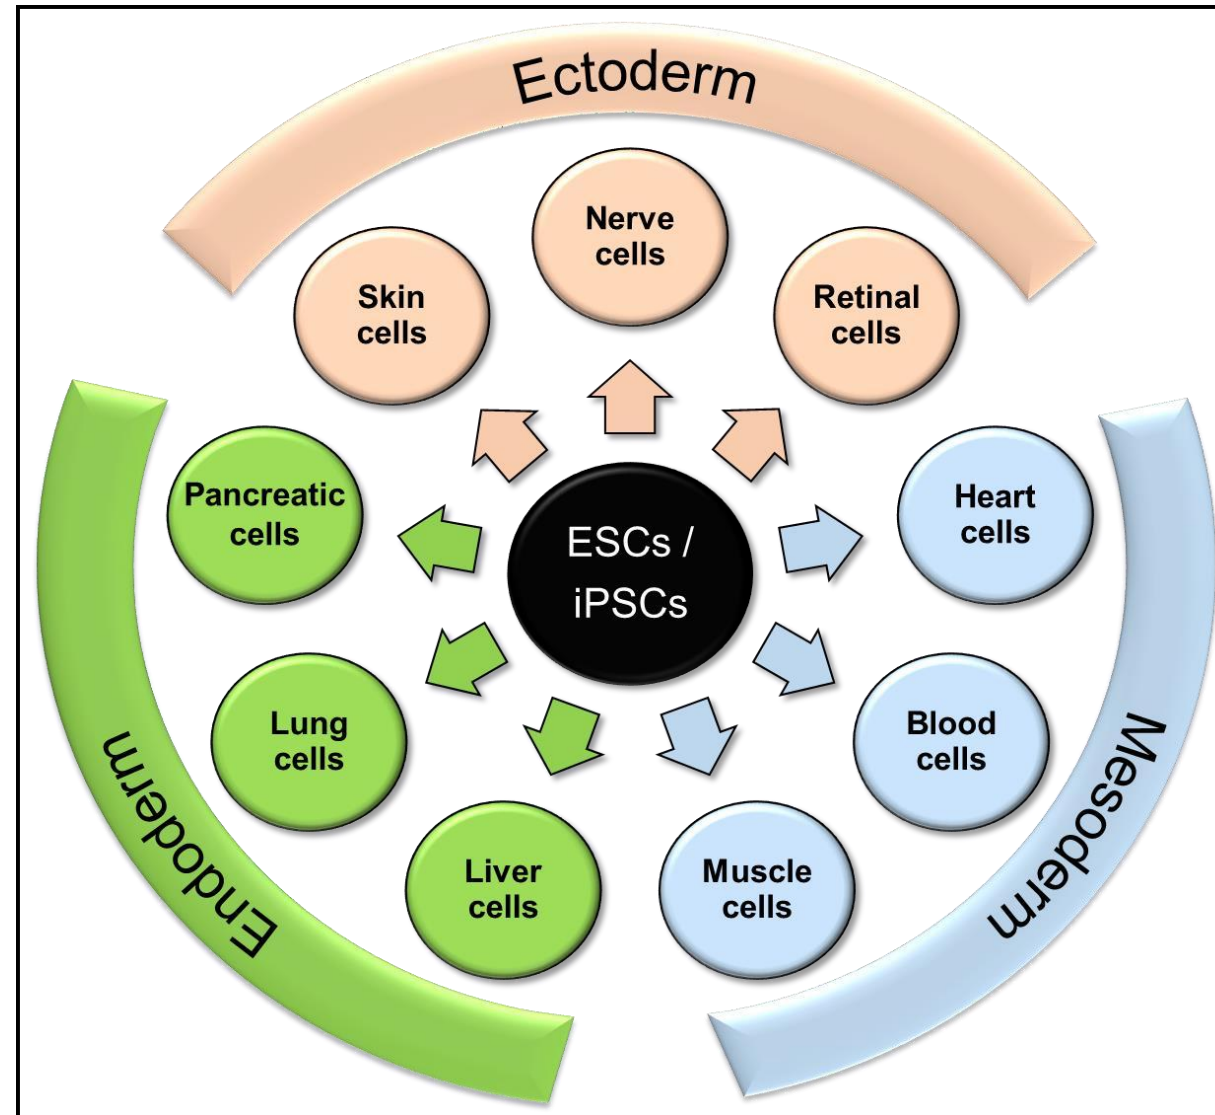 Ectoderm
Nerve
cells
Skin
cells
Retinal
cells
Pancreatic
cells
Heart
cells
ESCs /
iPSCs
Lung
cells
Blood
cells
Liver
cells
Muscle
cells
Endoderm
Mesoderm